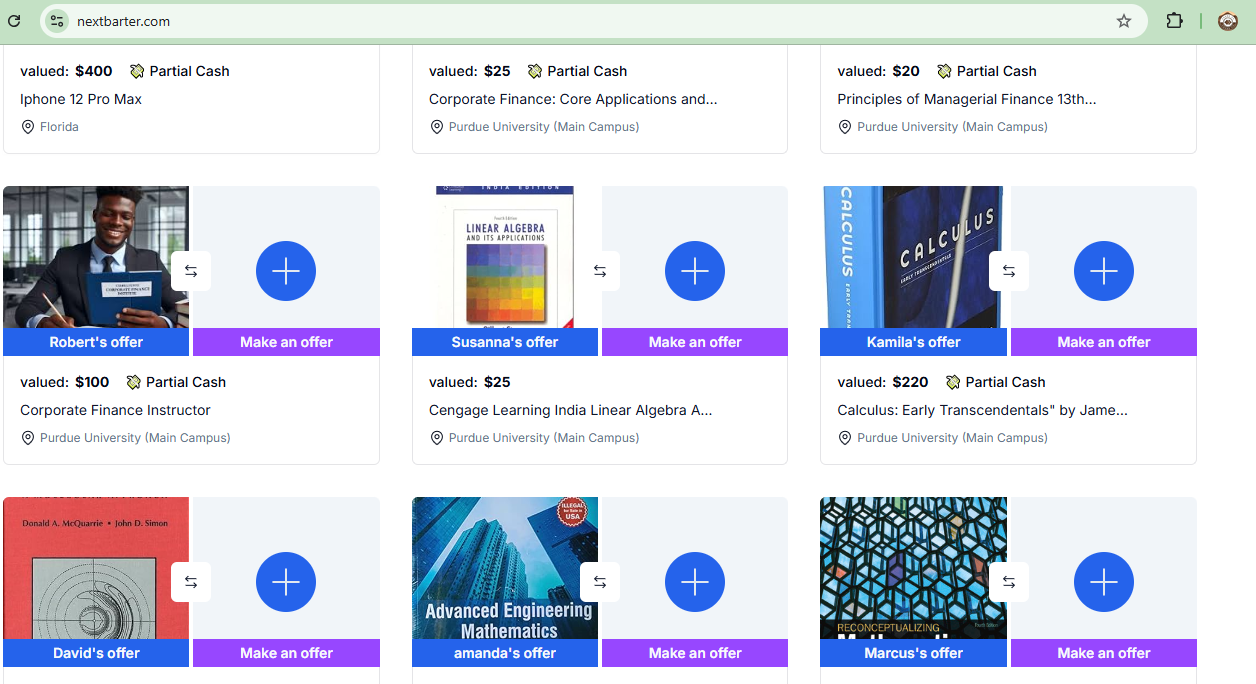 nextbarter.com
valued: $400 Partial Cash
Iphone 12 Pro Max
Florida
valued: $25 Partial Cash
Corporate Finance: Core Applications and...
Purdue University (Main Campus)
valued: $20 Partial Cash
Principles of Managerial Finance 13th...
Purdue University (Main Campus)
CORPORATE FINANCE
Robert's offer
Make an offer
valued: $100 Partial Cash
Corporate Finance Instructor
Purdue University (Main Campus)
INDIA EDITION
LINEAR ALGEBRA
AND ITS APPLICATIONS
Susanna's offer
Make an offer
valued: $25
Cengage Learning India Linear Algebra A...
Purdue University (Main Campus)
CALCULUS
EARLY
CALCULUS
EARLY TRANSCENDENTALS
Kamila's offer
Make an offer
valued: $220 Partial Cash
Calculus: Early Transcendentals" by Jame...
Purdue University (Main Campus)
Donald A. McQuarrie • John D. Simon
David's offer
Make an offer
ILLEGAL
for Sale in
USA
Advanced Engineering
Mathematics
amanda's offer
Make an offer
RECONCEPTUALIZING
Fourth Edition
Marcus's offer
Make an offer